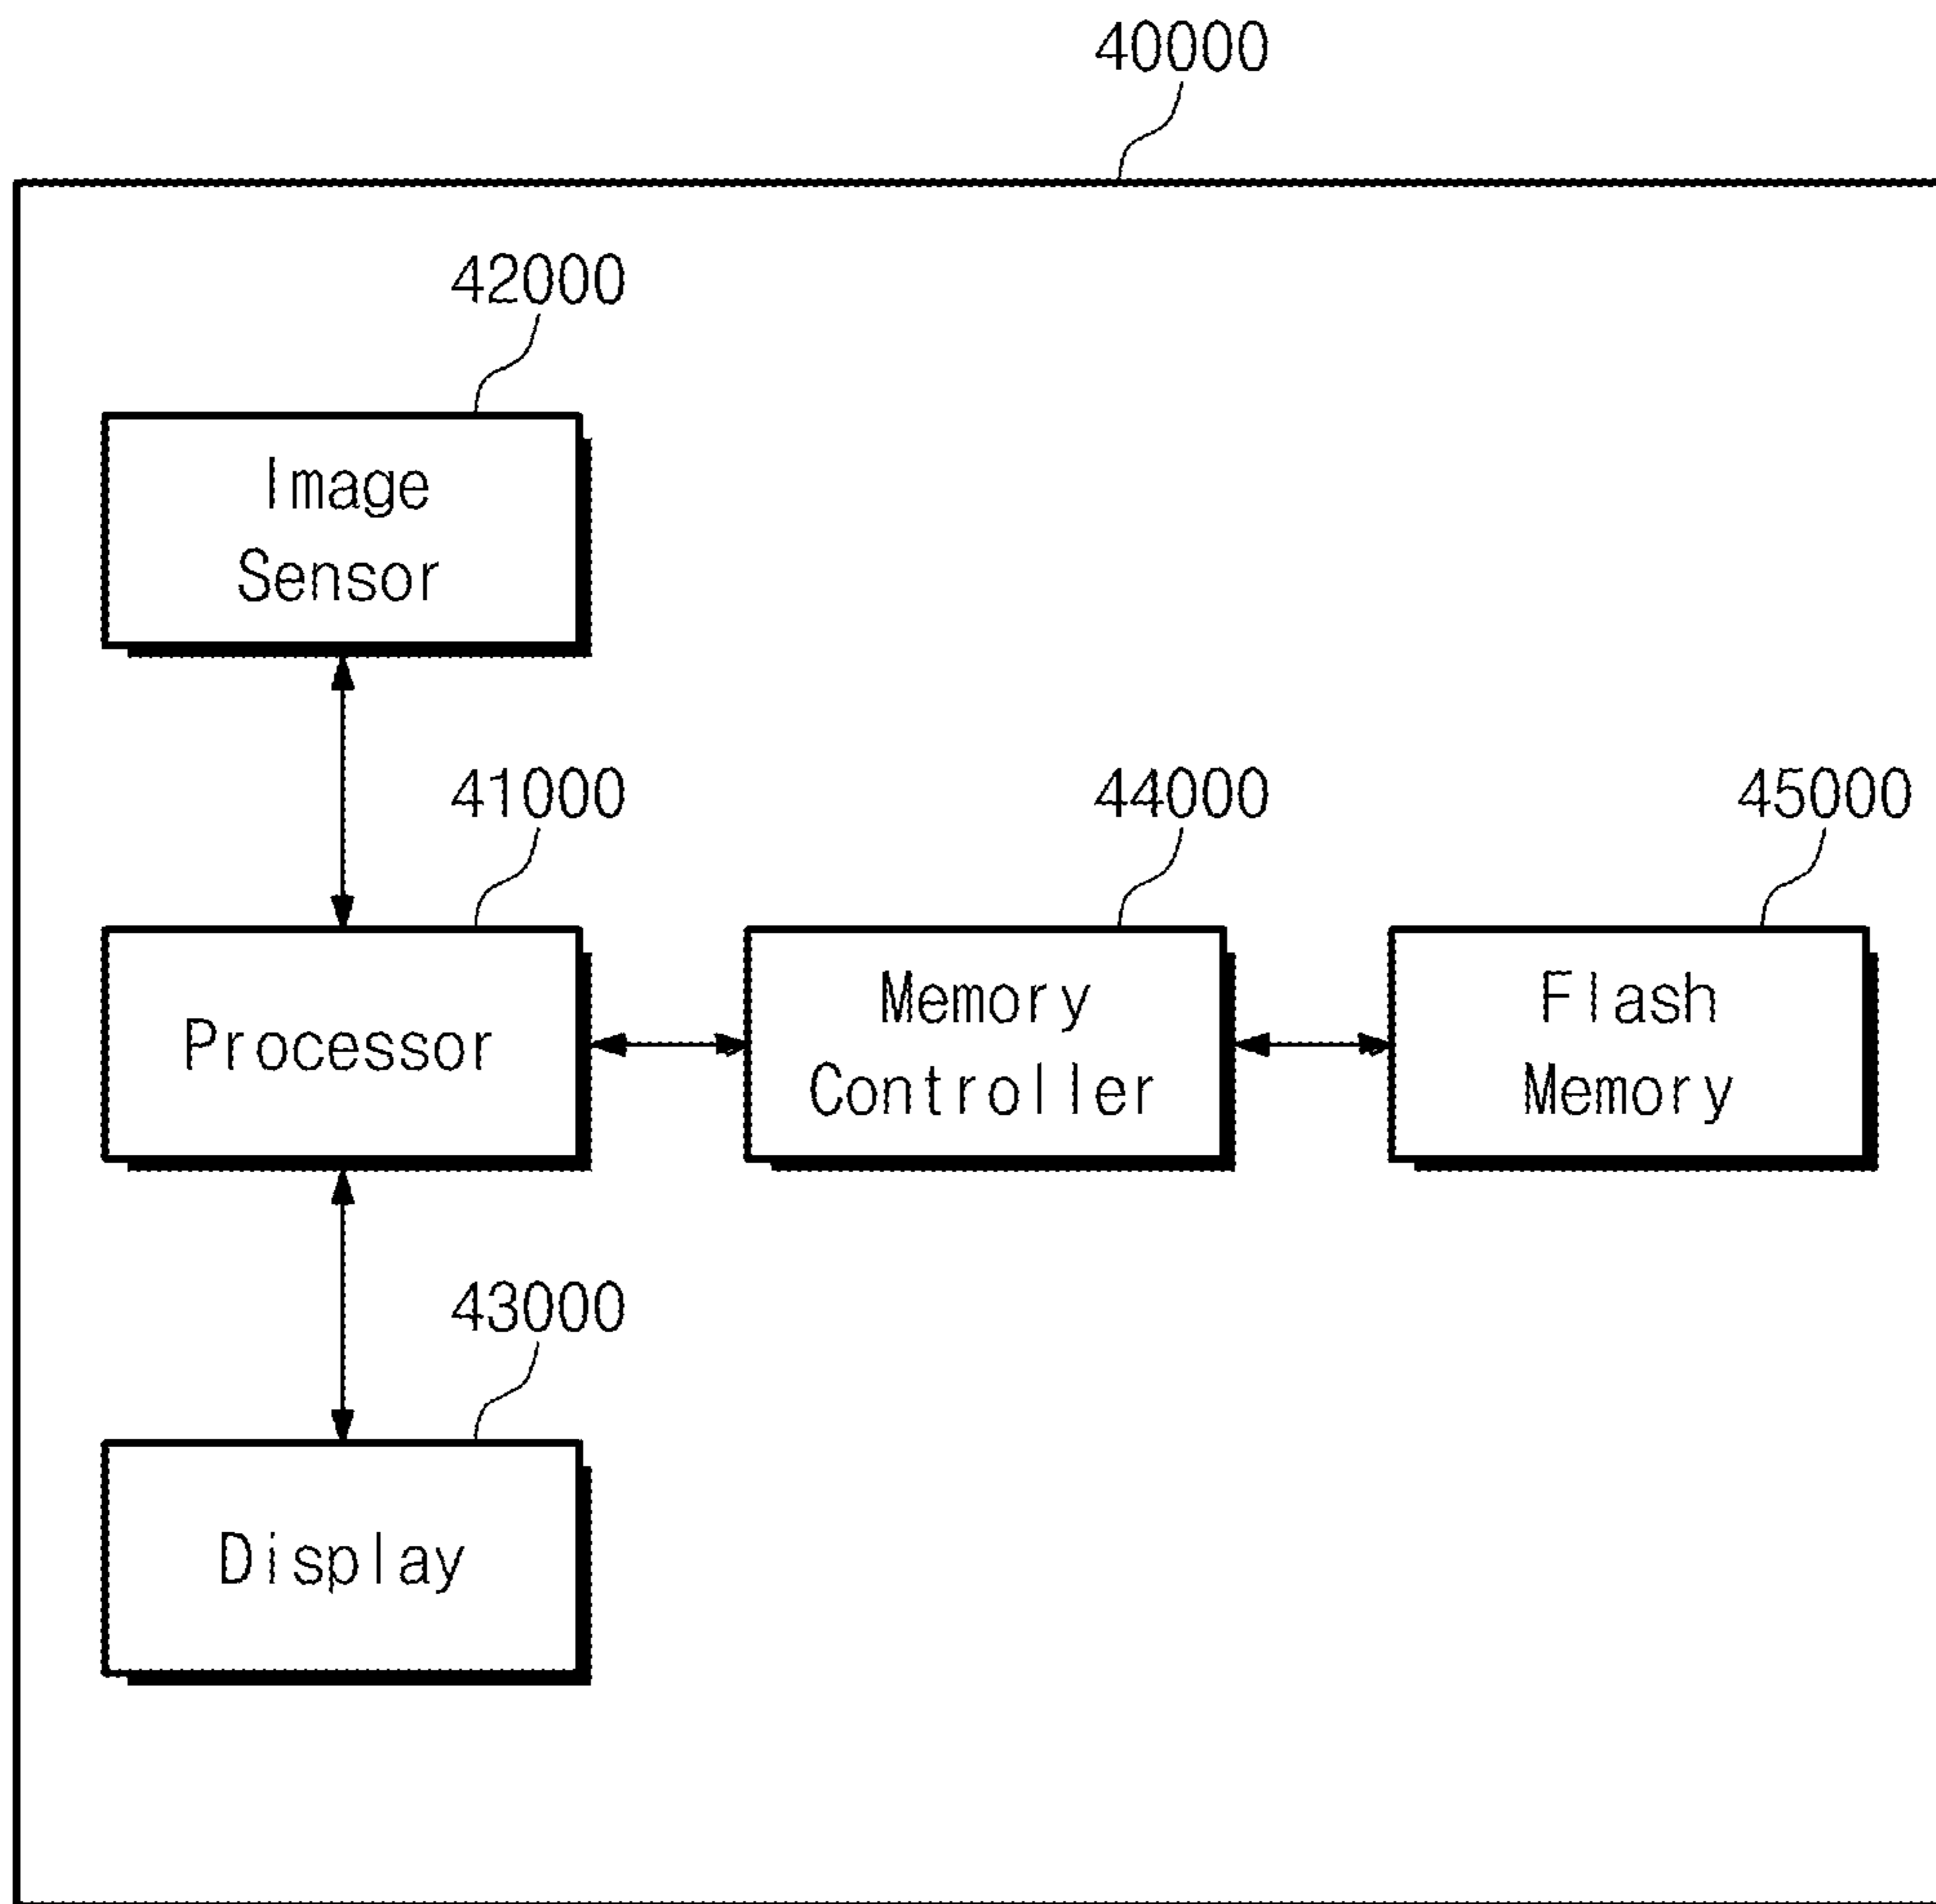 40000
42000
Image
Sensor
41000
44000
45000
Processor
Memory
Controller
Flash
Memory
43000
Display